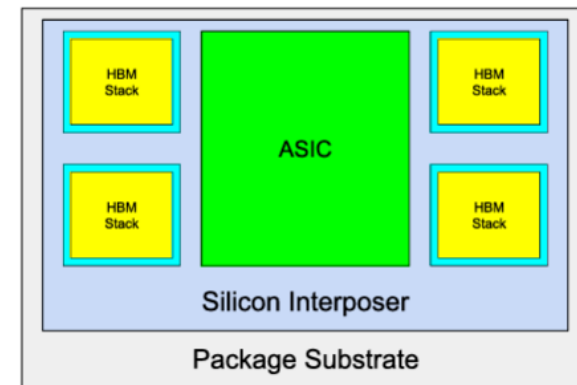 HBM
Stack
ASIC
HBM
Stack
HBM
Stack
HBM
Stack
Silicon Interposer
Package Substrate